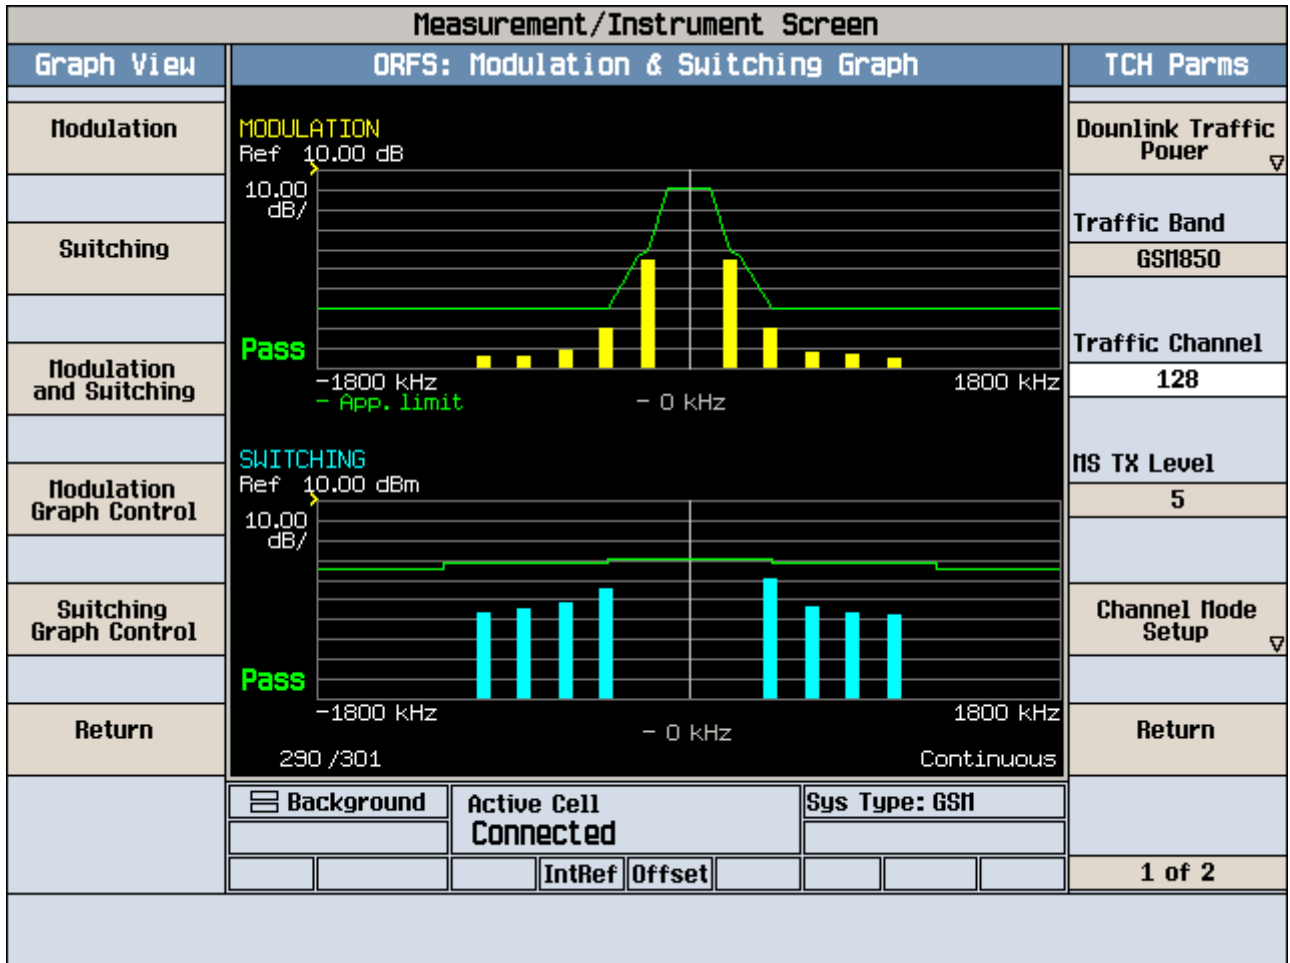 Measurement/Instrument Screen
Graph View
ORFS: Modulation & Switching Graph
TCH Parms
Modulation
Switching
Modulation
and Switching
Modulation
Graph Control
Switching
Graph Control
Return
MODULATION
Ref 10.00 dB
10.00
dB/
Pass
-1800 kHz
1800 kHz
- App. limit
- 0 kHz
SWITCHING
Ref 10.00 dBm
10.00
dB/
Pass
-1800 kHz
1800 kHz
- 0 kHz
290 /301
Continuous
Downlink Traffic
Power
Traffic Band
GSM850
Traffic Channel
128
MS TX Level
5
Channel Mode
Setup
Return
1 of 2
Background
Active Cell
Connected
Sys Type: GSM
IntRef
Offset